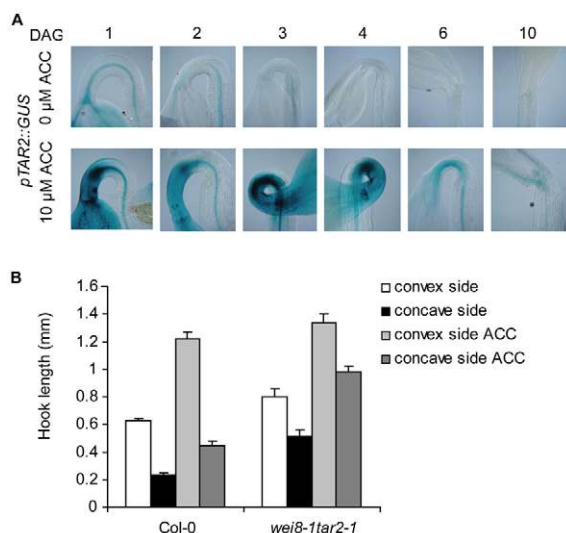 A
DAG 1 2 3 4 6 10
pTAR2::GUS
0 µM ACC
10 µM ACC
B
Hook length (mm)
1.6
1.4
1.2
1
0.8
0.6
0.4
0.2
0
Col-0 wei8-1tar2-1
convex side
concave side
convex side ACC
concave side ACC